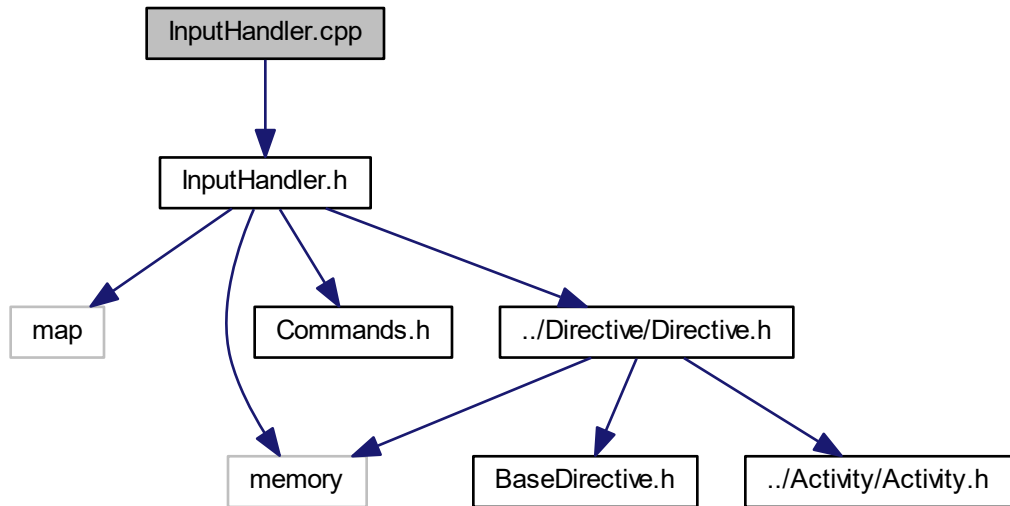 InputHandler.cpp
InputHandler.h
map
Commands.h
../Directive/Directive.h
memory
BaseDirective.h
../Activity/Activity.h